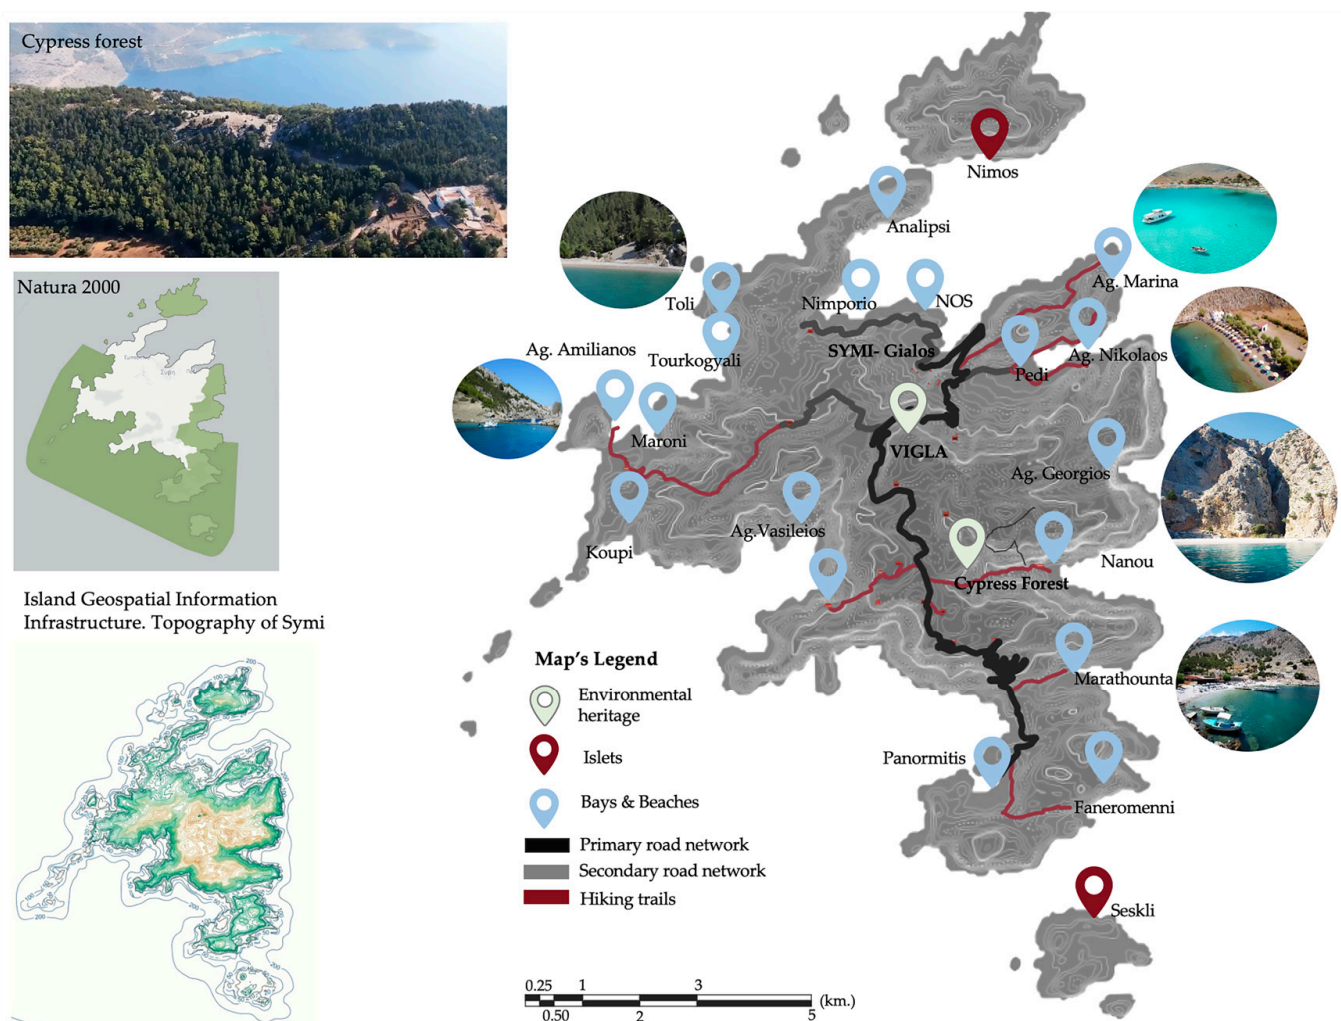 Cypress forest
Natura 2000
Island Geospatial Information
Infrastructure. Topography of Symi
Nimos
Analipsi
Ag. Marina
Toli
Nimporio
NOS
Ag. Amilianos
Tourkogyali
SYMI- Gialos
Ag. Nikolaos
Pedi
Maroni
VIGLA
Ag. Georgios
Koupi
Ag.Vasileios
Nanou
Cypress Forest
Marathounta
Panormitis
Faneromenni
Seskli
Map's Legend
Environmental
heritage
Islets
Bays & Beaches
Primary road network
Secondary road network
Hiking trails
0.25 1 3
(km.)
0.50 2 5
200
200
200